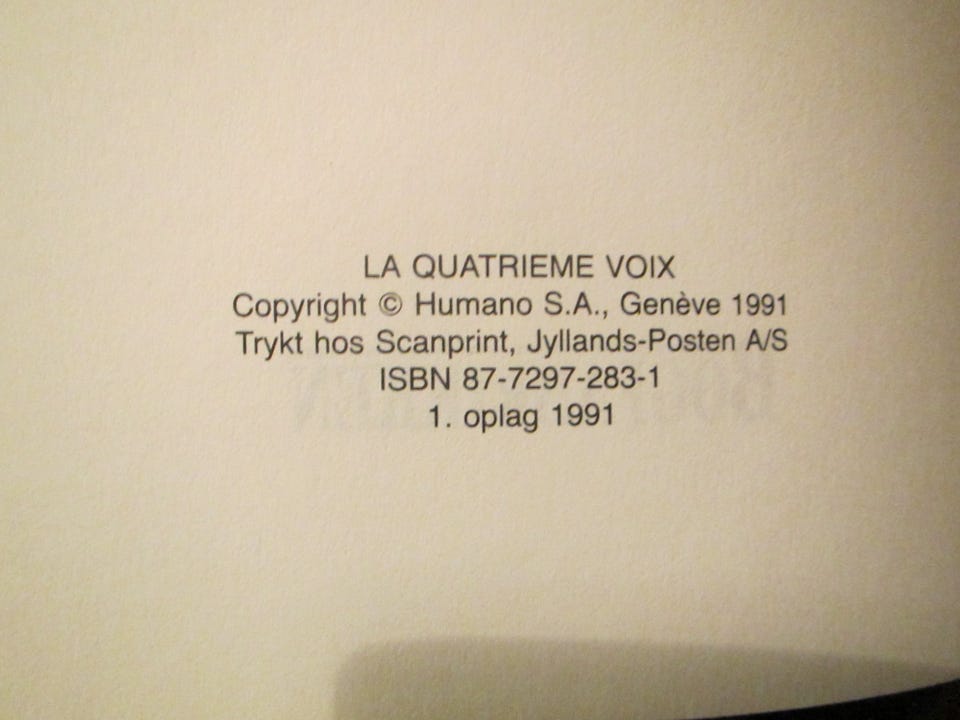 LA QUATRIEME VOIX
Copyright © Humano S.A., Genève 1991
Trykt hos Scanprint, Jyllands-Posten A/S
ISBN 87-7297-283-1
1. oplag 1991